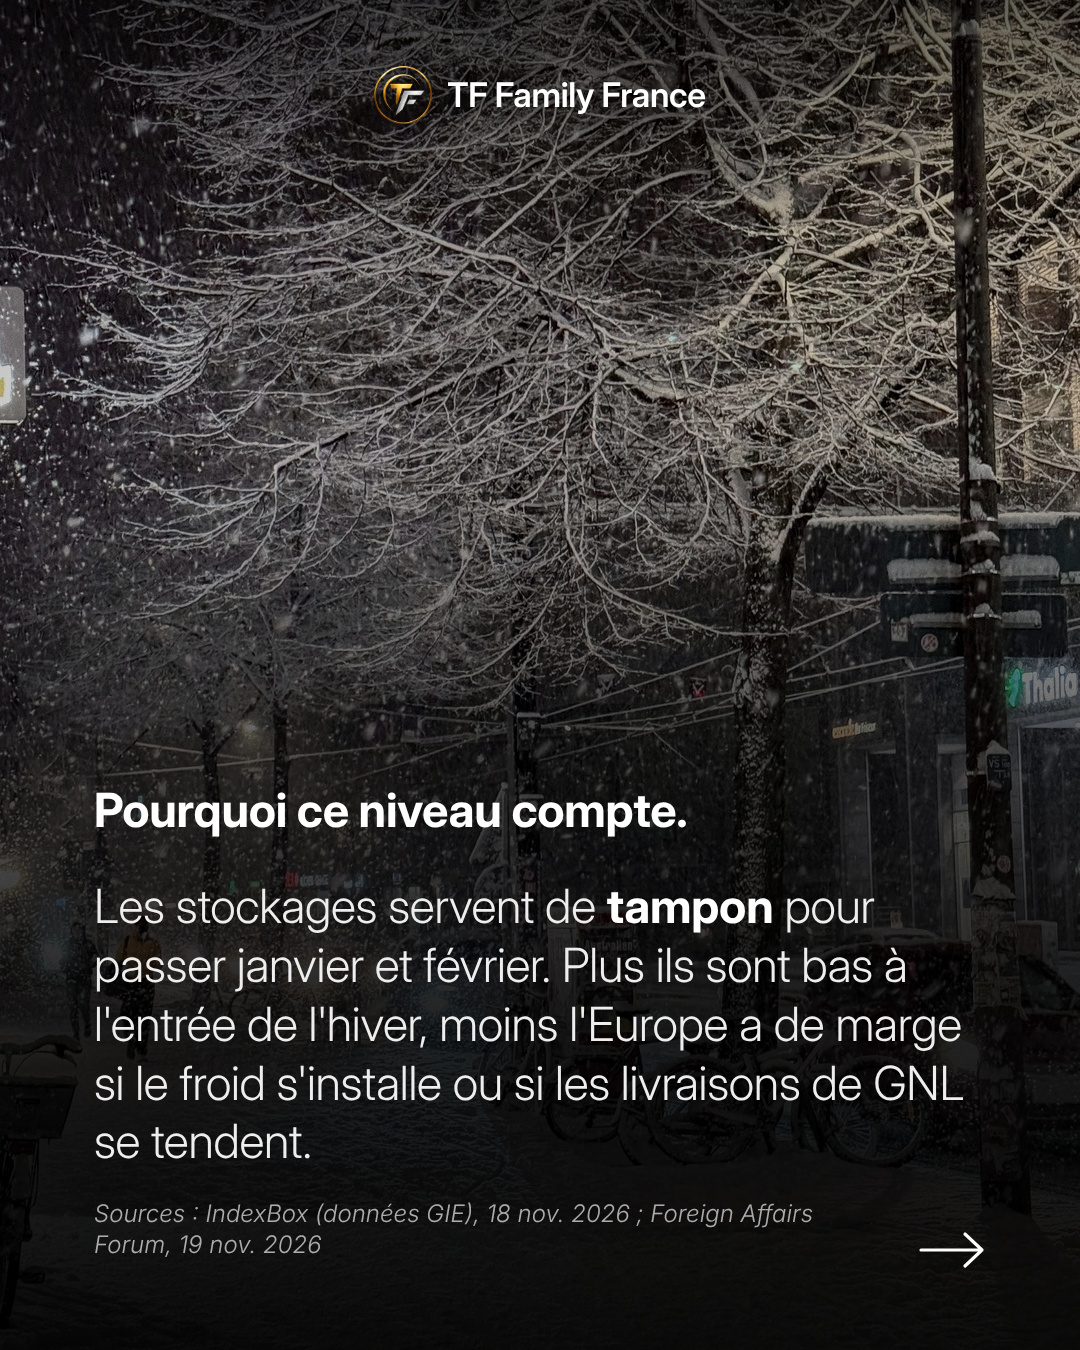 TF Family France
Thalia
Pourquoi ce niveau compte.
Les stockages servent de tampon pour
passer janvier et février. Plus ils sont bas à
l'entrée de l'hiver, moins l'Europe a de marge
si le froid s'installe ou si les livraisons de GNL
se tendent.
Sources : IndexBox (données GIE), 18 nov. 2026 ; Foreign Affairs
Forum, 19 nov. 2026